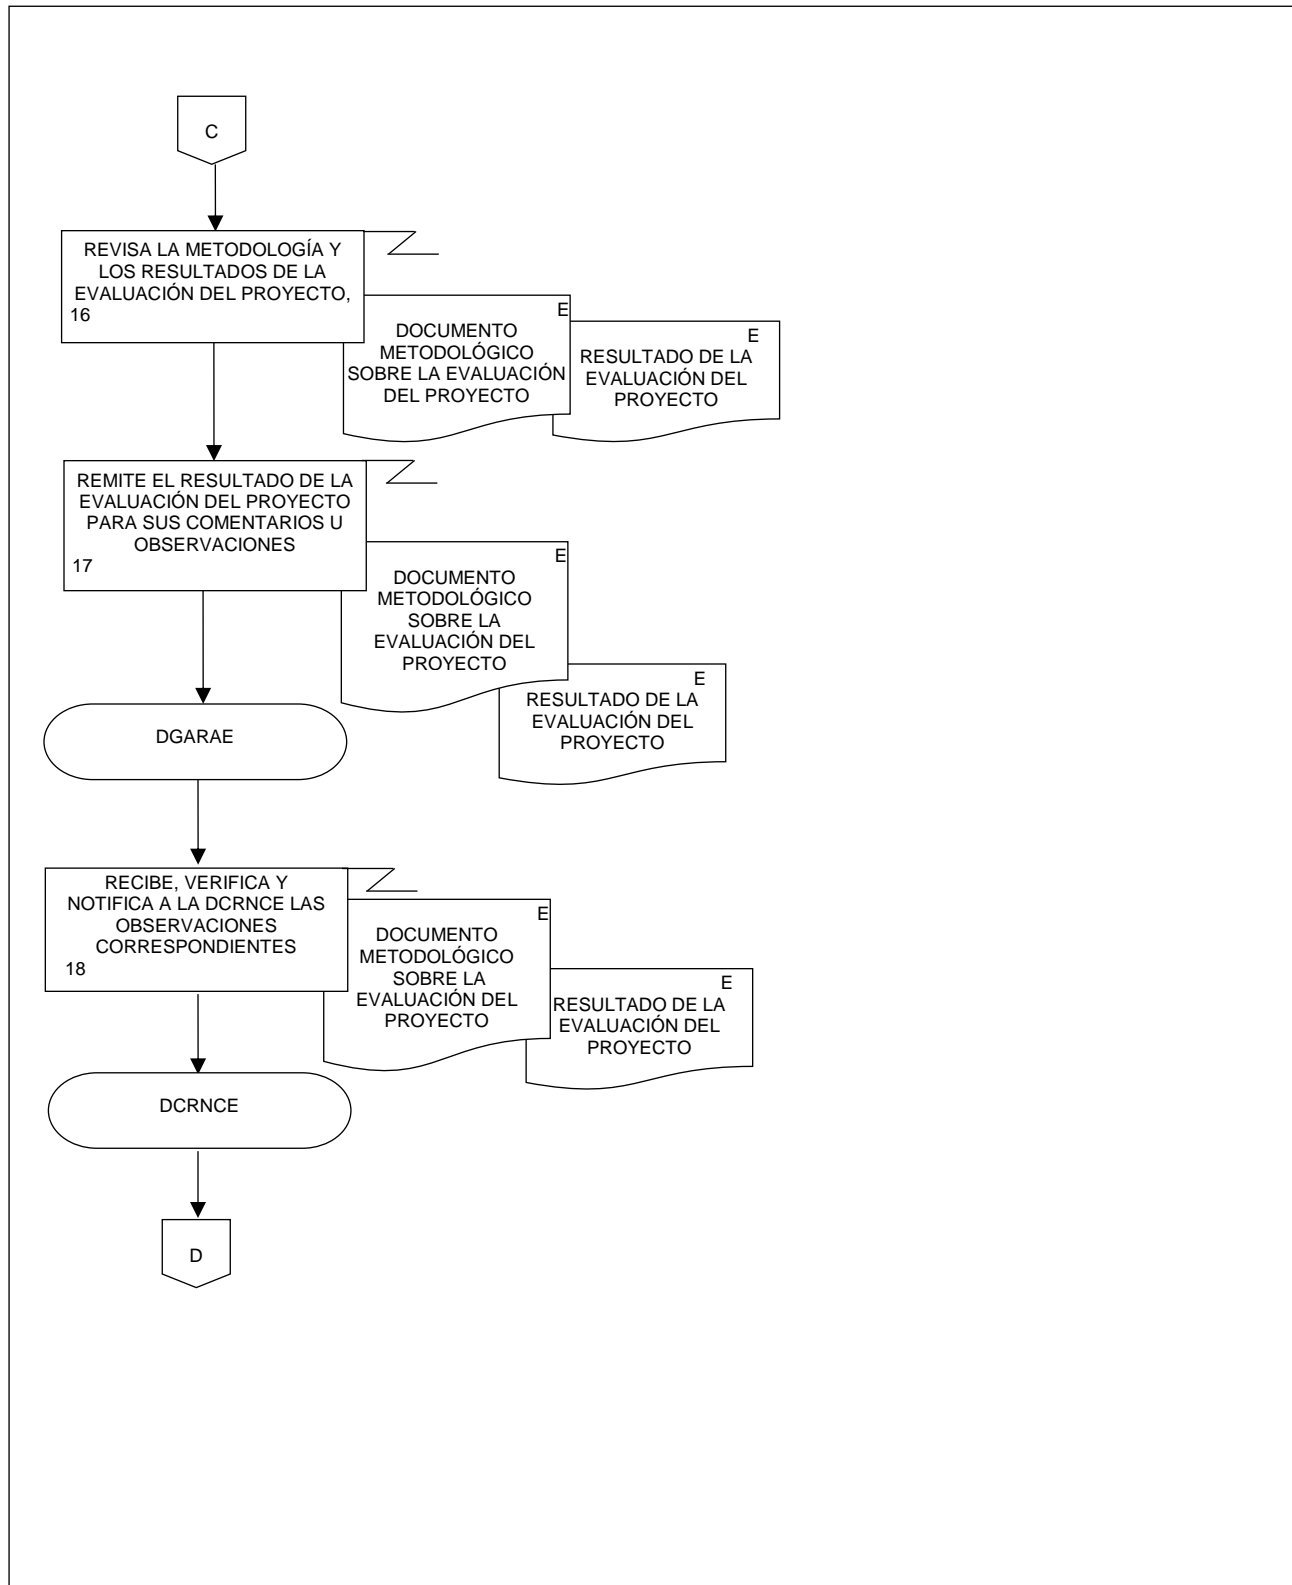 C
REVISA LA METODOLOGÍA Y
LOS RESULTADOS DE LA
EVALUACIÓN DEL PROYECTO,
16
E
DOCUMENTO
METODOLÓGICO
SOBRE LA EVALUACIÓN
DEL PROYECTO
E
RESULTADO DE LA
EVALUACIÓN DEL
PROYECTO
REMITE EL RESULTADO DE LA
EVALUACIÓN DEL PROYECTO
PARA SUS COMENTARIOS U
OBSERVACIONES
17
E
DOCUMENTO
METODOLÓGICO
SOBRE LA
EVALUACIÓN DEL
PROYECTO
E
RESULTADO DE LA
EVALUACIÓN DEL
PROYECTO
DGARAE
RECIBE, VERIFICA Y
NOTIFICA A LA DCRNCE LAS
OBSERVACIONES
CORRESPONDIENTES
18
E
DOCUMENTO
METODOLÓGICO
SOBRE LA
EVALUACIÓN DEL
PROYECTO
E
RESULTADO DE LA
EVALUACIÓN DEL
PROYECTO
DCRNCE
D